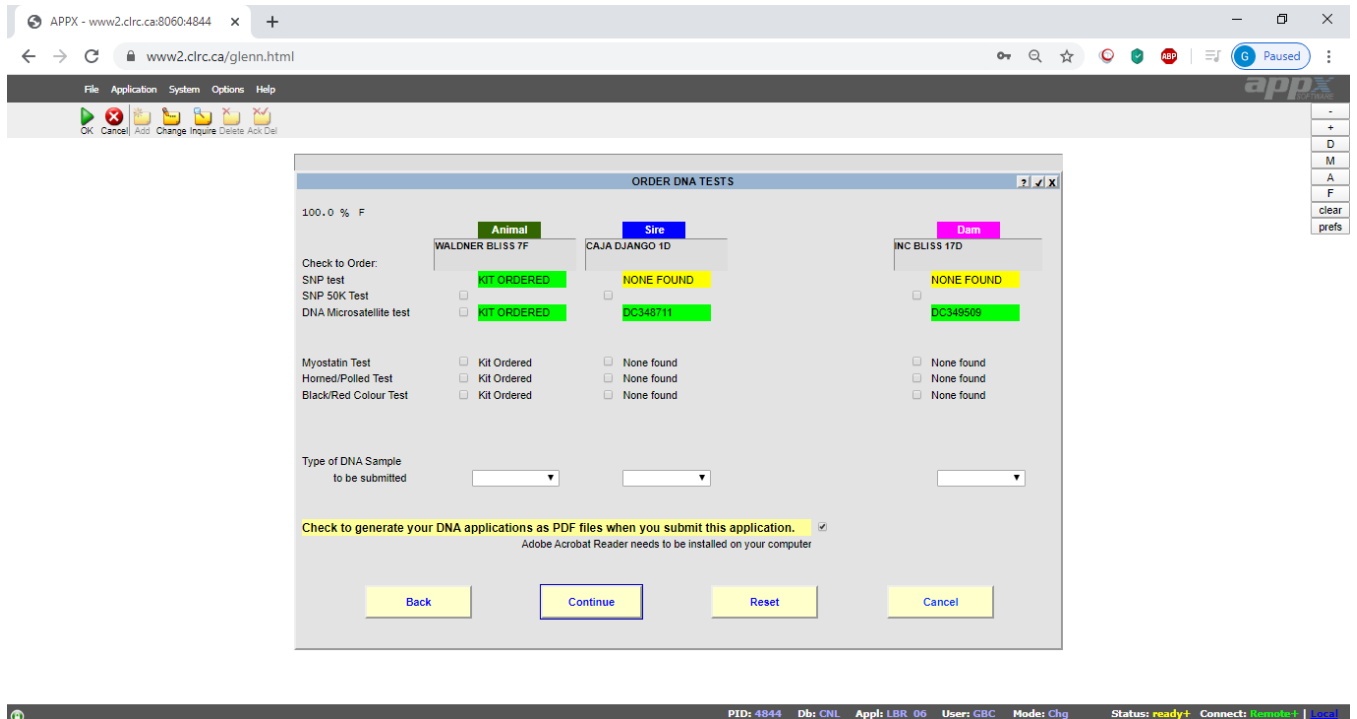 APPX - www2.clrc.ca:8060:4844
www2.clrc.ca/glenn.html
ABP
G Paused
File Application System Options Help
appx
SOFTWARE
OK Cancel Add Change Inquire Delete Ack Del
-
+
D
M
A
F
clear
prefs
ORDER DNA TESTS
? X
100.0 % F
Animal Sire Dam
WALDNER BLISS 7F CAJA DJANGO 1D INC BLISS 17D
Check to Order:
SNP test KIT ORDERED NONE FOUND NONE FOUND
SNP 50K Test
DNA Microsatellite test KIT ORDERED DC348711 DC349509
Myostatin Test Kit Ordered None found None found
Horned/Polled Test Kit Ordered None found None found
Black/Red Colour Test Kit Ordered None found None found
Type of DNA Sample
to be submitted
Check to generate your DNA applications as PDF files when you submit this application.
Adobe Acrobat Reader needs to be installed on your computer
Back Continue Reset Cancel
PID: 4844 Db: CNL Appl: LBR 06 User: GBC Mode: Chg Status: ready+ Connect: Remote+ | Local